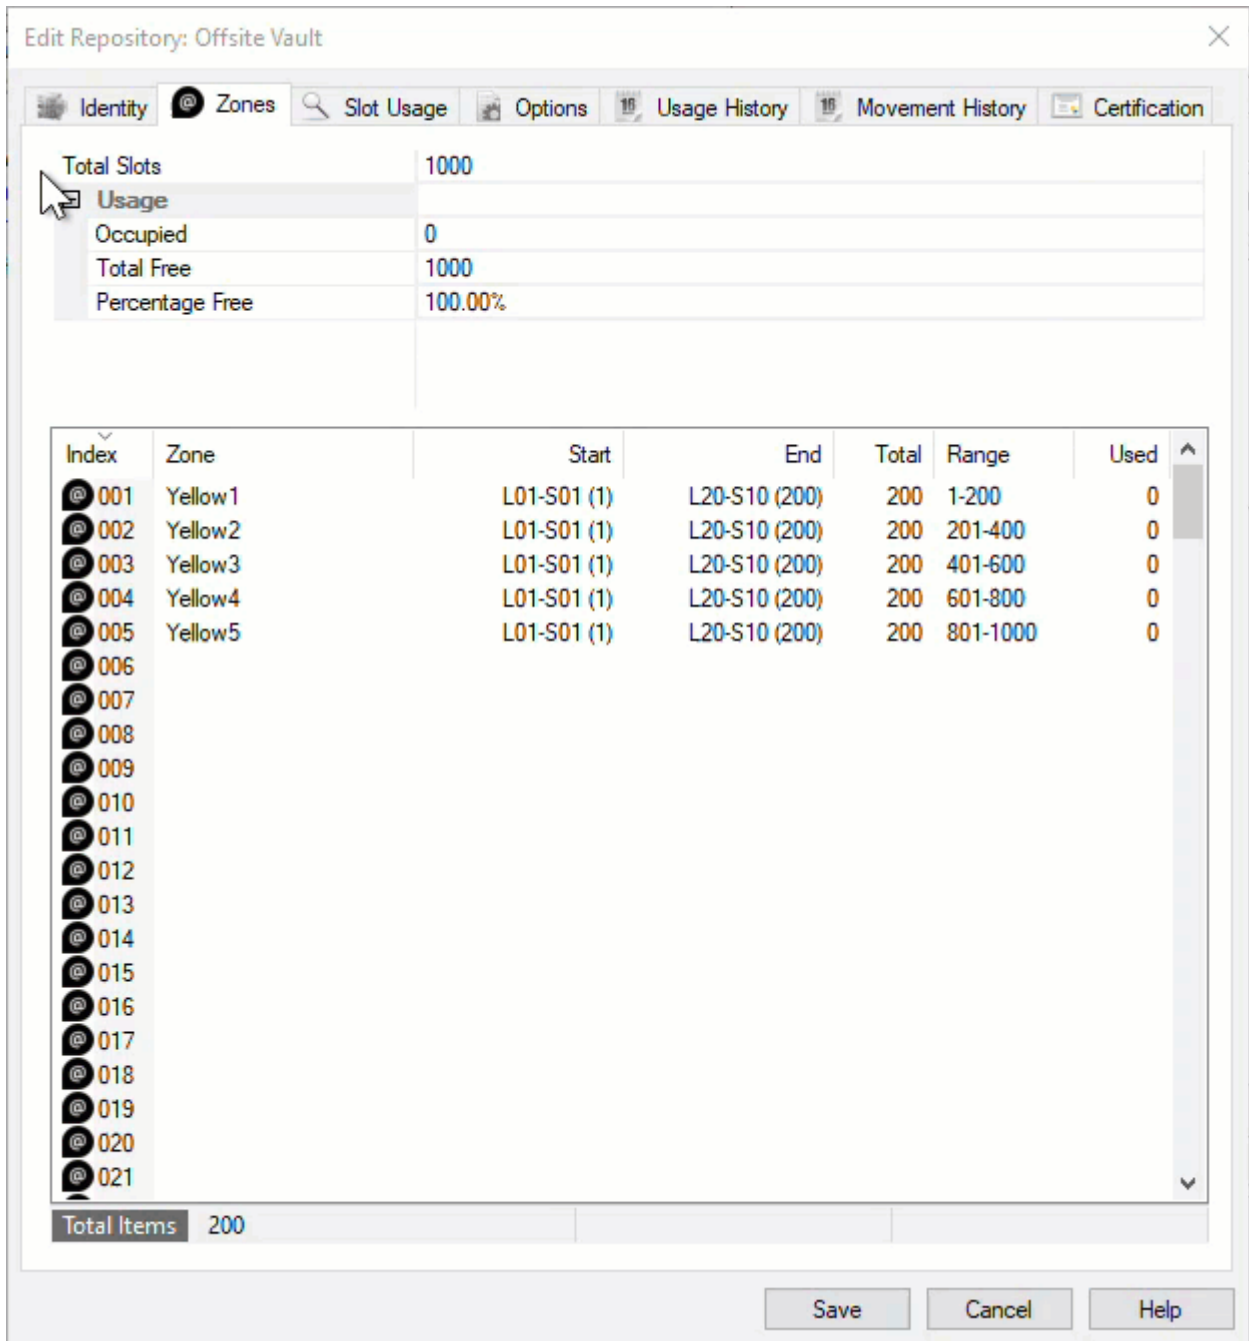 Edit Repository: Offsite Vault
Identity Zones Slot Usage Options Usage History Movement History Certification
Total Slots 1000
Usage
Occupied 0
Total Free 1000
Percentage Free 100.00%
Index Zone Start End Total Range Used
001 Yellow1 L01-S01 (1) L20-S10 (200) 200 1-200 0
002 Yellow2 L01-S01 (1) L20-S10 (200) 200 201-400 0
003 Yellow3 L01-S01 (1) L20-S10 (200) 200 401-600 0
004 Yellow4 L01-S01 (1) L20-S10 (200) 200 601-800 0
005 Yellow5 L01-S01 (1) L20-S10 (200) 200 801-1000 0
006
007
008
009
010
011
012
013
014
015
016
017
018
019
020
021
Total Items 200
Save Cancel Help